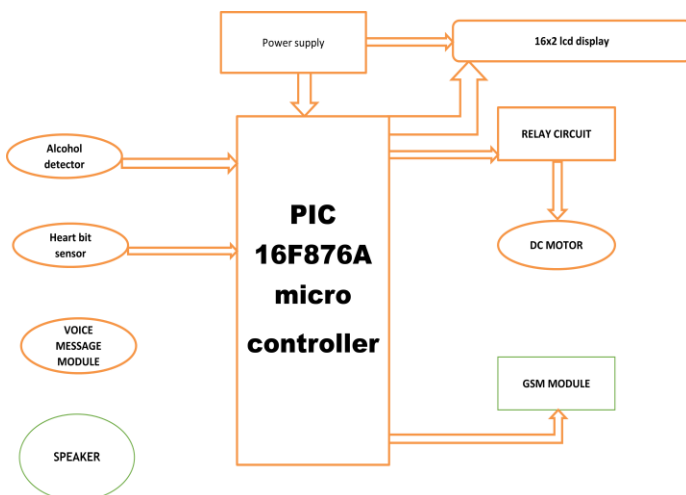 Power supply
16x2 lcd display
RELAY CIRCUIT
Alcohol
detector
PIC
16F876A
micro
controller
Heart bit
sensor
DC MOTOR
VOICE
MESSAGE
MODULE
GSM MODULE
SPEAKER